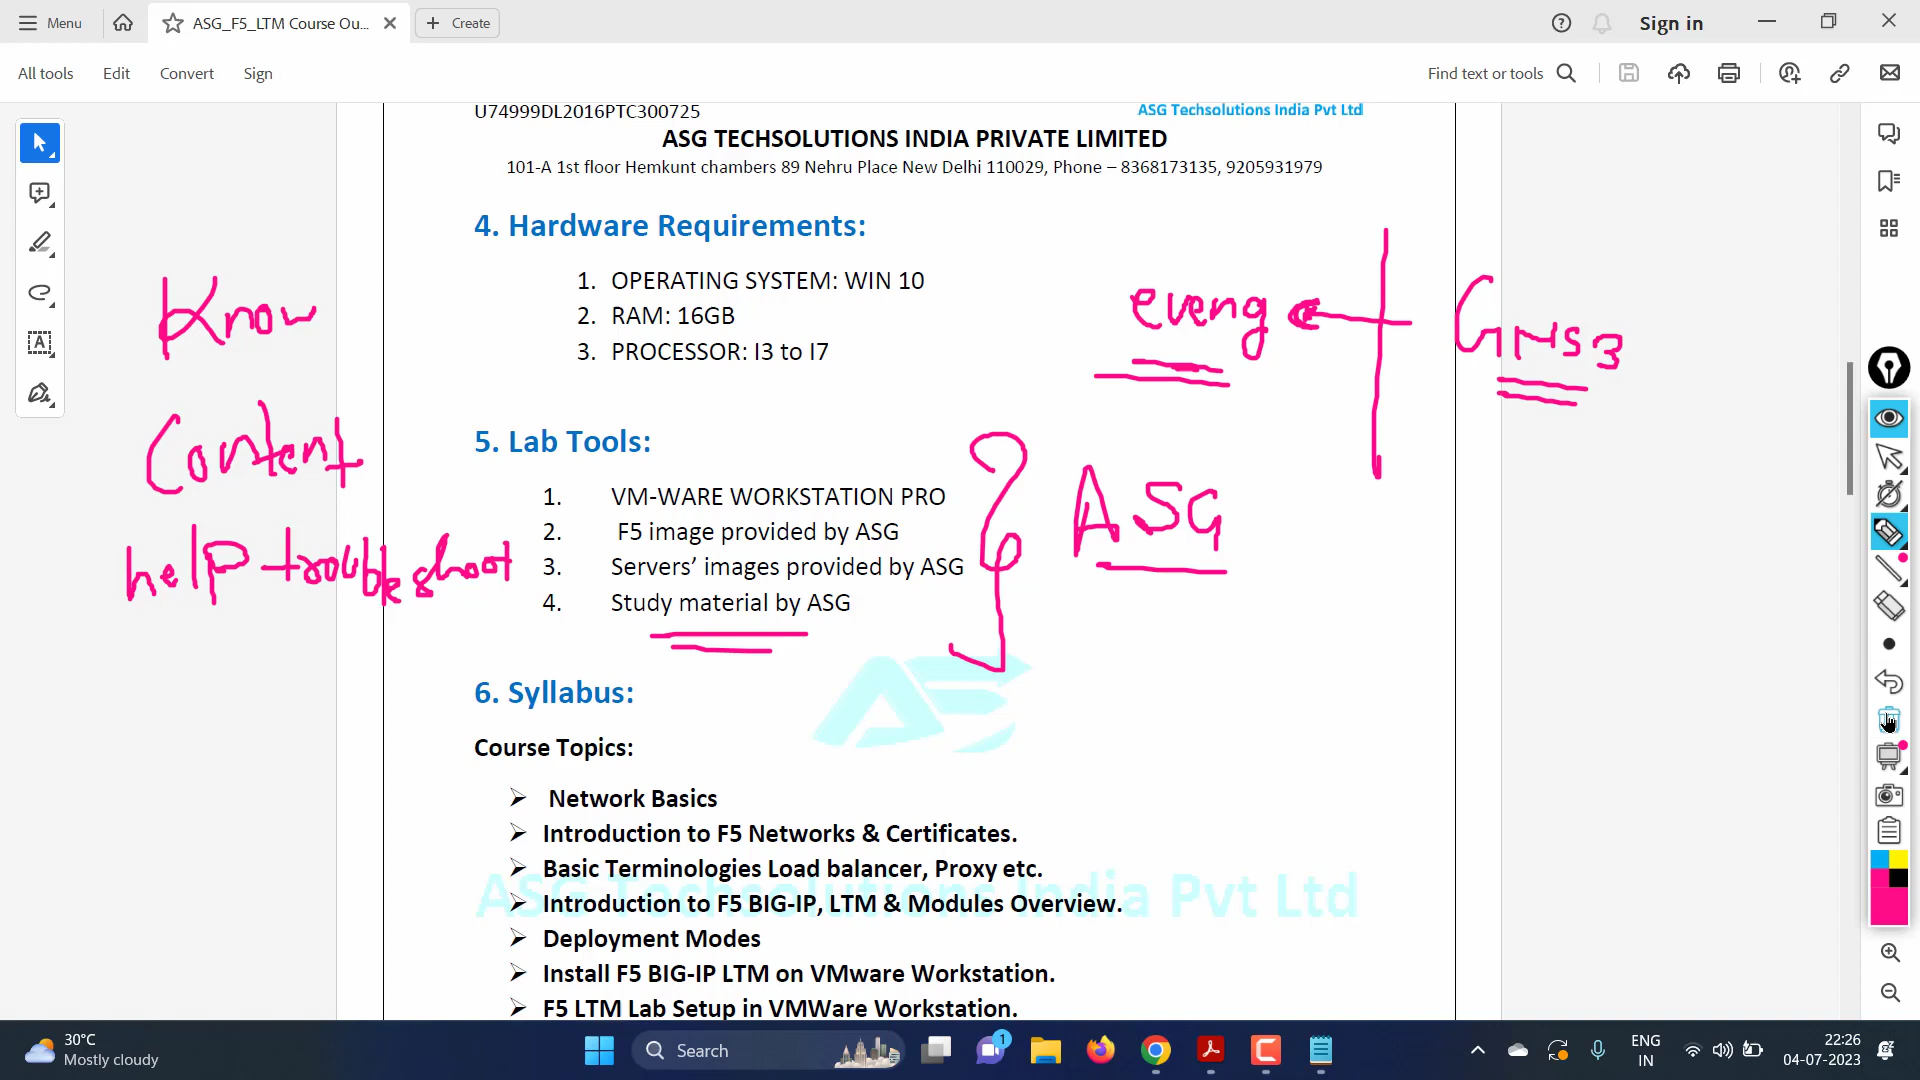 Menu
ASG_F5_LTM Course Ou...
Create
Sign in
All tools
Edit
Convert
Sign
Find text or tools
U74999DL2016PTC300725
ASG Techsolutions India Pvt Ltd
ASG TECHSOLUTIONS INDIA PRIVATE LIMITED
101-A 1st floor Hemkunt chambers 89 Nehru Place New Delhi 110029, Phone – 8368173135, 9205931979
4. Hardware Requirements:
1. OPERATING SYSTEM: WIN 10
2. RAM: 16GB
3. PROCESSOR: I3 to I7
Know
Content
help troubleshoot
eveng
GNS3
5. Lab Tools:
1. VM-WARE WORKSTATION PRO
2. F5 image provided by ASG
3. Servers’ images provided by ASG
4. Study material by ASG
ASG
6. Syllabus:
Course Topics:
➢ Network Basics
➢ Introduction to F5 Networks & Certificates.
➢ Basic Terminologies Load balancer, Proxy etc.
➢ Introduction to F5 BIG-IP, LTM & Modules Overview.
ASG Techsolutions India Pvt Ltd
➢ Deployment Modes
➢ Install F5 BIG-IP LTM on VMware Workstation.
➢ F5 LTM Lab Setup in VMWare Workstation.
30°C
Mostly cloudy
Search
1
ENG
IN
22:26
04-07-2023